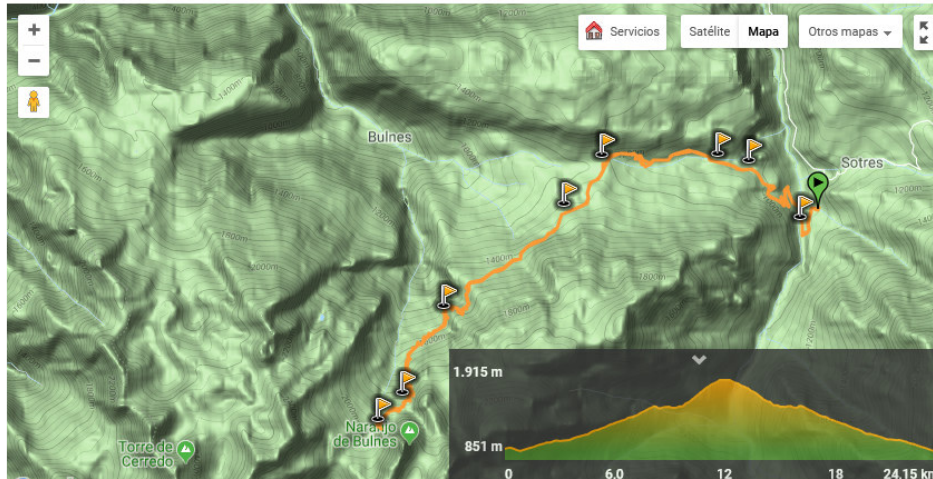 +
Servicios
Satélite
Mapa
Otros mapas
−
Bulnes
Sotres
1200m
1400m
1400m
1800m
Naranjo
de Bulnes
Torre de
Cerredo
1.915 m
851 m
0
6.0
12
18
24.15 km